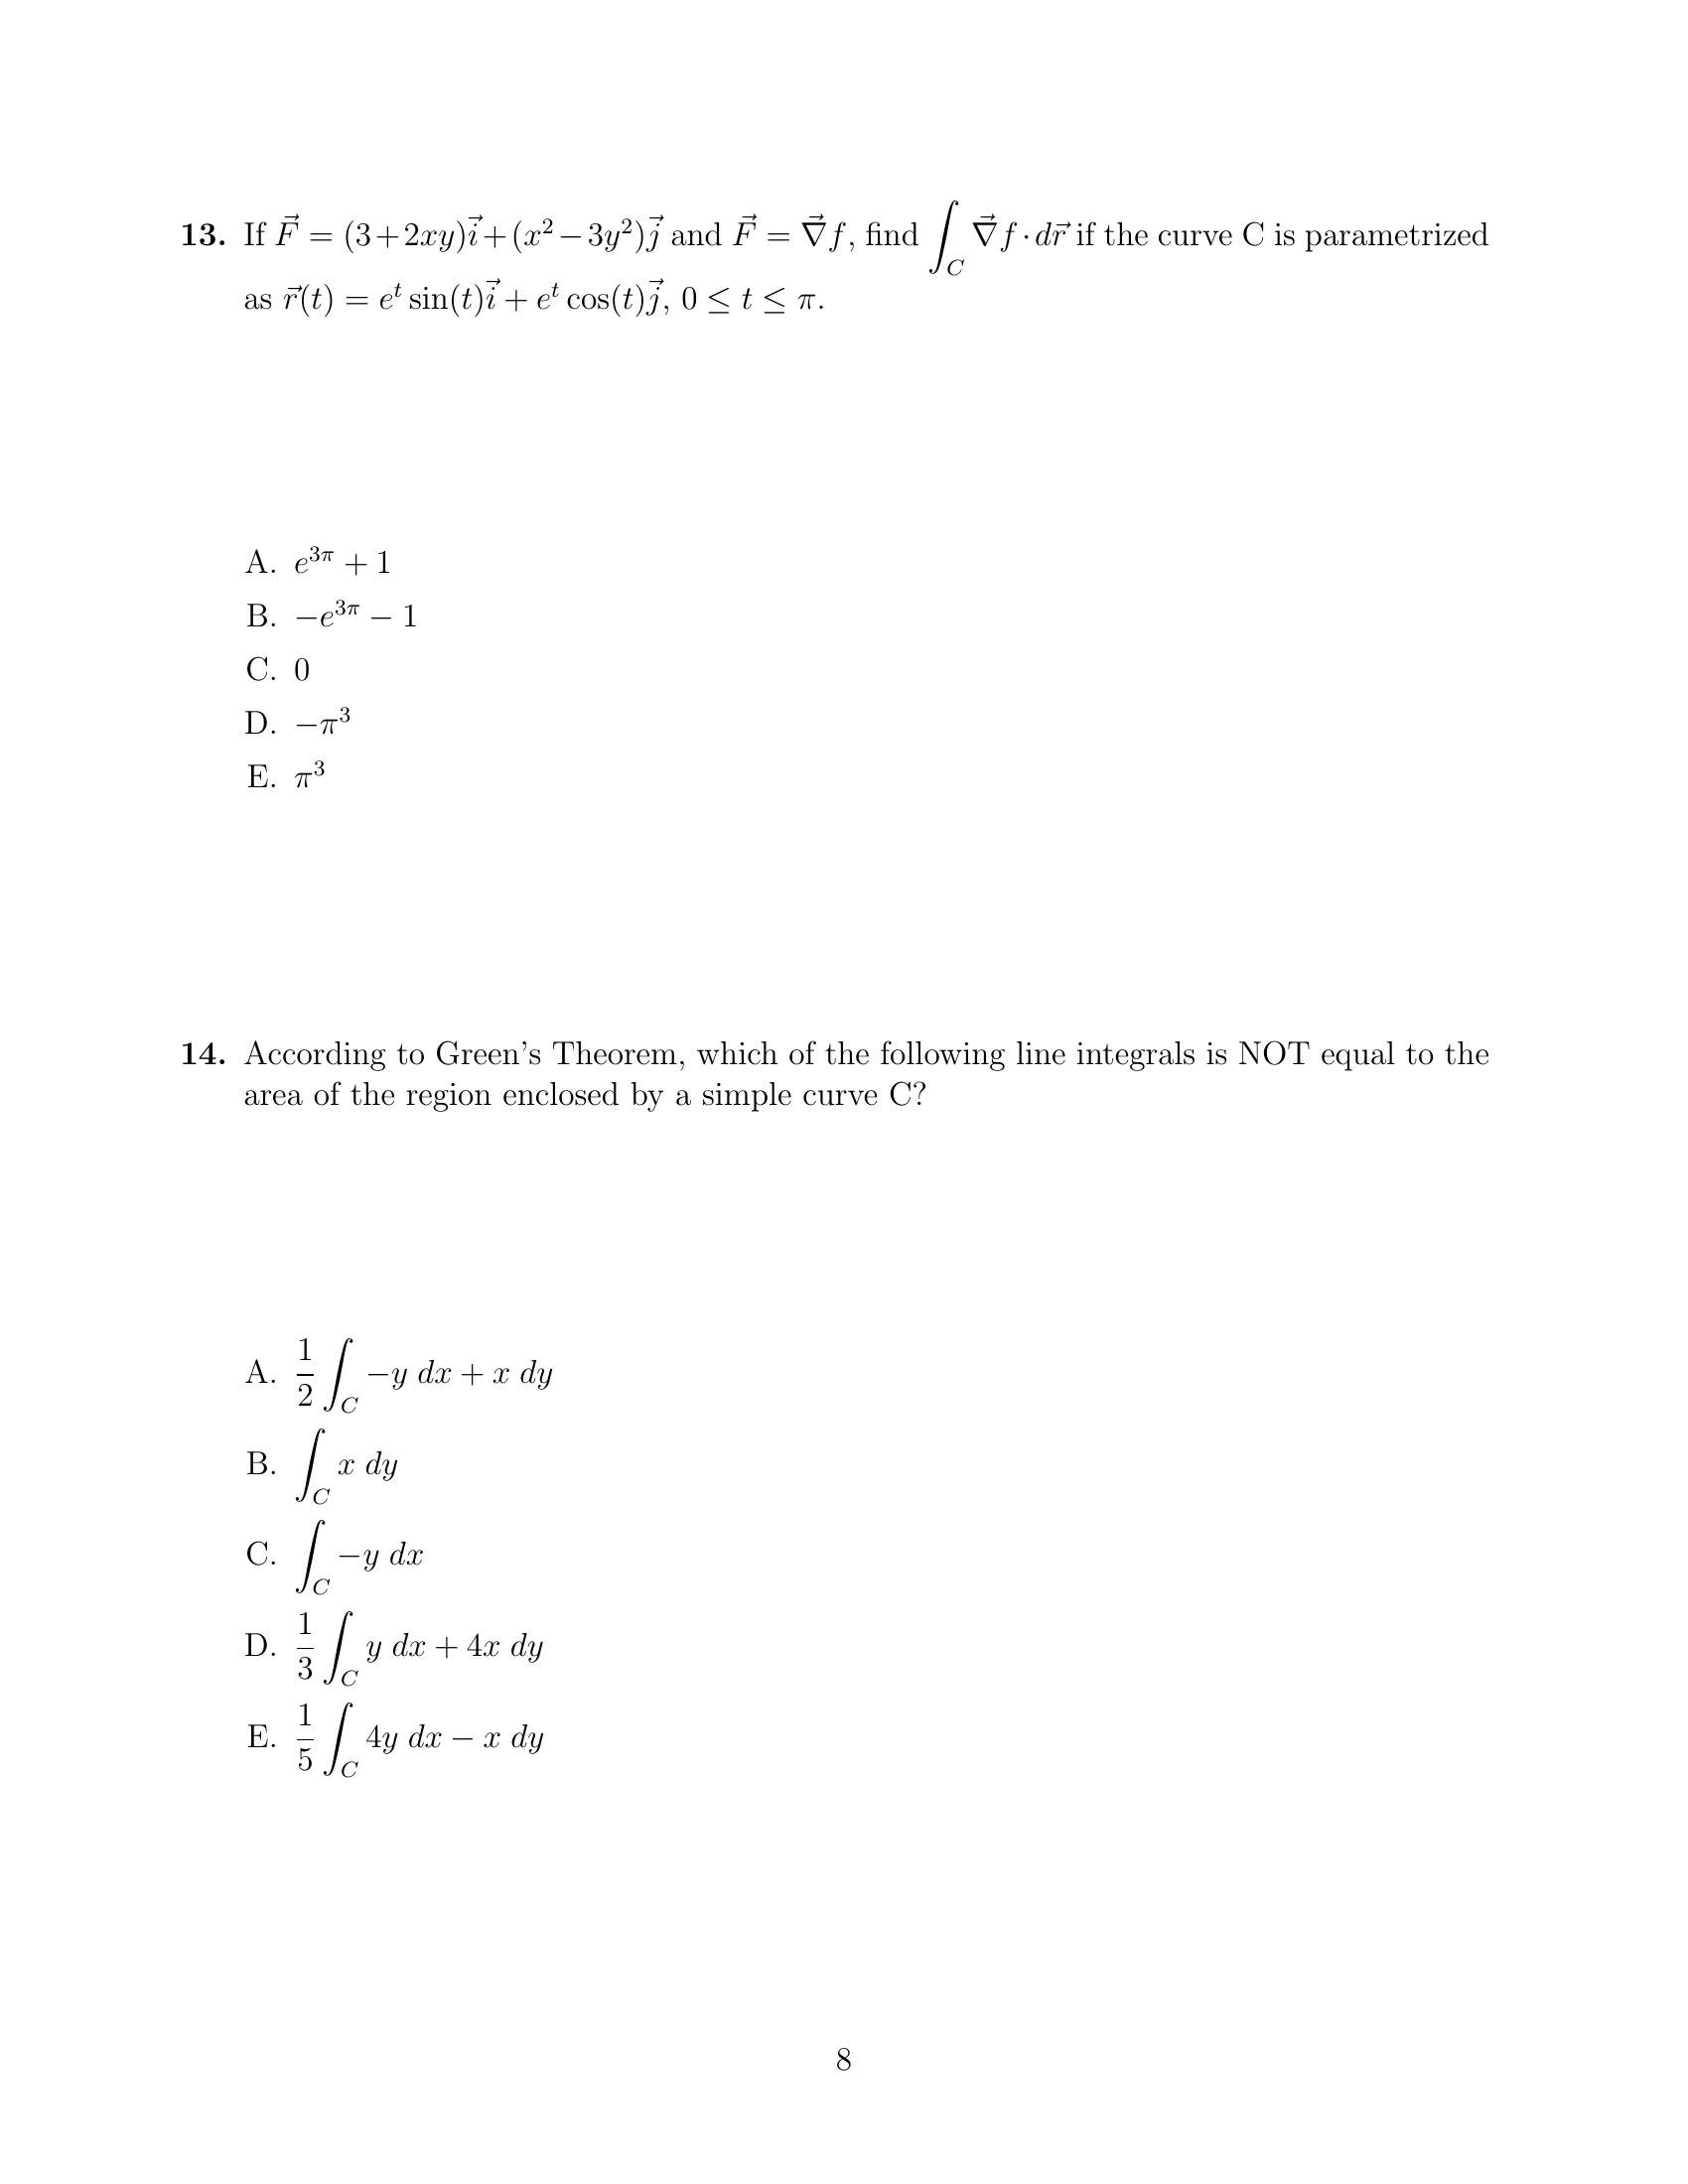 13. If $\vec{F} = (3+2xy)\vec{i}+(x^2-3y^2)\vec{j}$ and $\vec{F} = \vec{\nabla}f$, find $\int_C \vec{\nabla}f \cdot d\vec{r}$ if the curve C is parametrized
as $\vec{r}(t) = e^t \sin(t)\vec{i} + e^t \cos(t)\vec{j}$, $0 \leq t \leq \pi$.
A. $e^{3\pi} + 1$
B. $-e^{3\pi} - 1$
C. 0
D. $-\pi^3$
E. $\pi^3$
14. According to Green's Theorem, which of the following line integrals is NOT equal to the
area of the region enclosed by a simple curve C?
A. $\frac{1}{2}\int_C -y\ dx + x\ dy$
B. $\int_C x\ dy$
C. $\int_C -y\ dx$
D. $\frac{1}{3}\int_C y\ dx + 4x\ dy$
E. $\frac{1}{5}\int_C 4y\ dx - x\ dy$
8